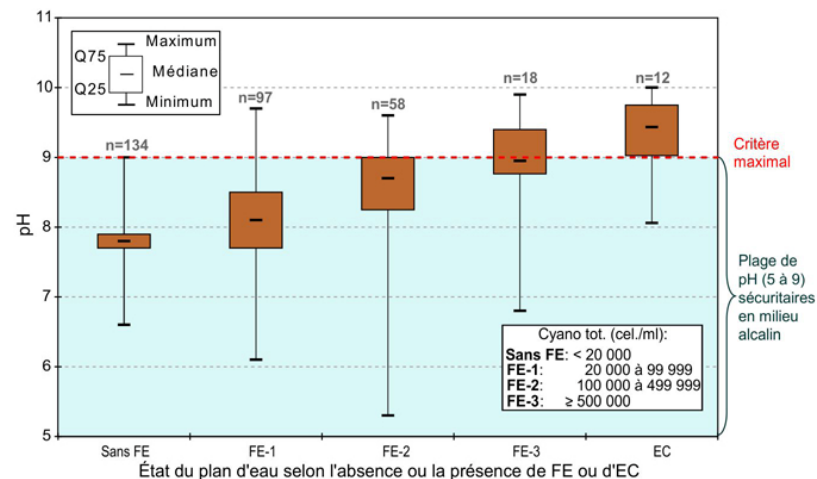 11
10
9
8
7
6
5
pH
Maximum
Q75
Médiane
Q25
Minimum
n=134
n=97
n=58
n=18
n=12
Critère
maximal
Plage de
pH (5 à 9)
sécuritaires
en milieu
alcalin
Cyano tot. (cel./ml):
Sans FE: < 20 000
FE-1: 20 000 à 99 999
FE-2: 100 000 à 499 999
FE-3: ≥ 500 000
Sans FE
FE-1
FE-2
FE-3
EC
État du plan d'eau selon l'absence ou la présence de FE ou d'EC